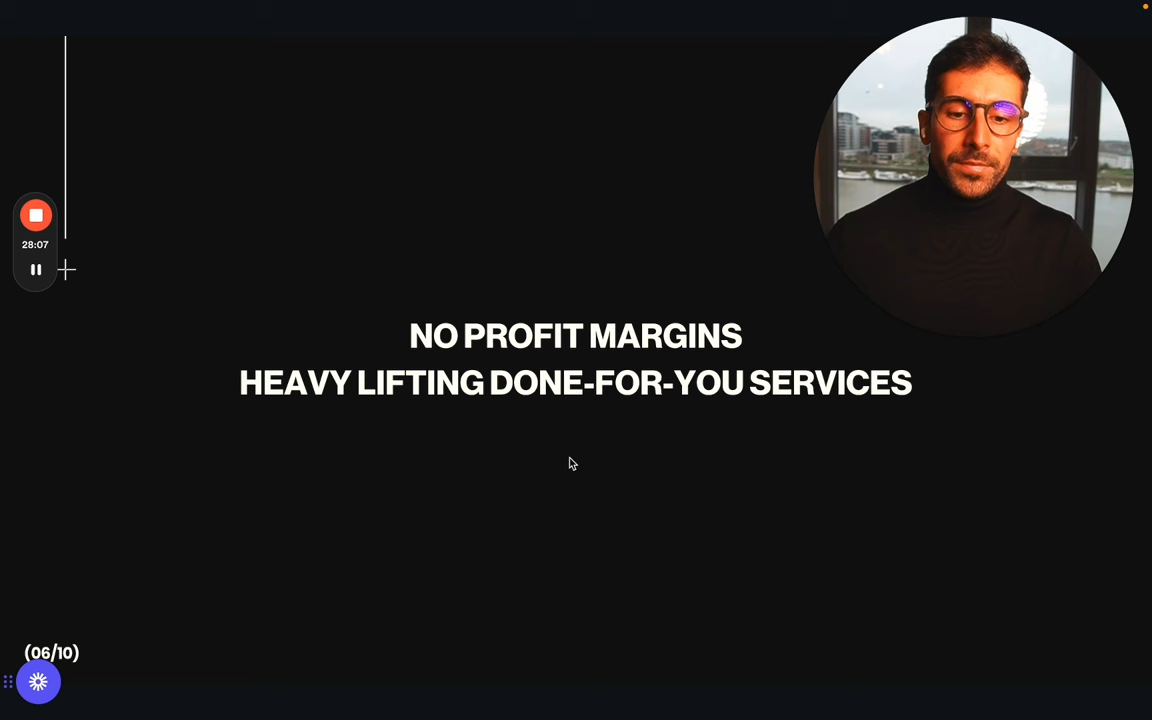 28:07
NO PROFIT MARGINS
HEAVY LIFTING DONE-FOR-YOU SERVICES
(06/10)